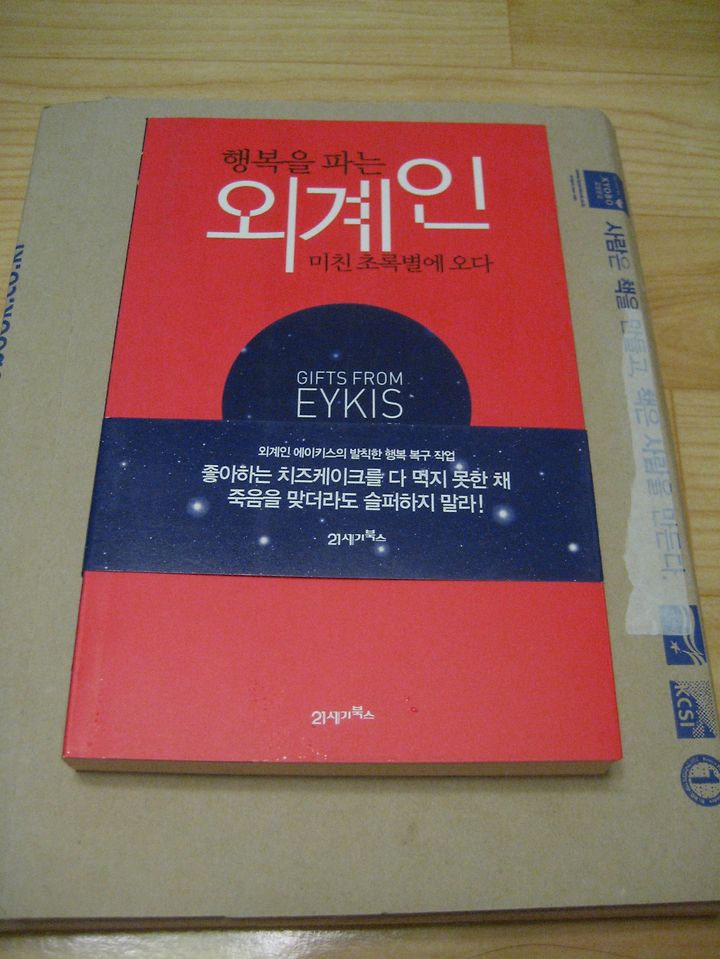 행복을 파는
외계인
미친 초록별에 오다
GIFTS FROM
EYKIS
외계인 에이키스의 발칙한 행복 복구 작업
좋아하는 치즈케이크를 다 먹지 못한 채
죽음을 맞더라도 슬퍼하지 말라!
21세기북스
21세기북스
KYOBO
사람은 책을 만들고, 책은 사람을 만든다.
KCSI
1